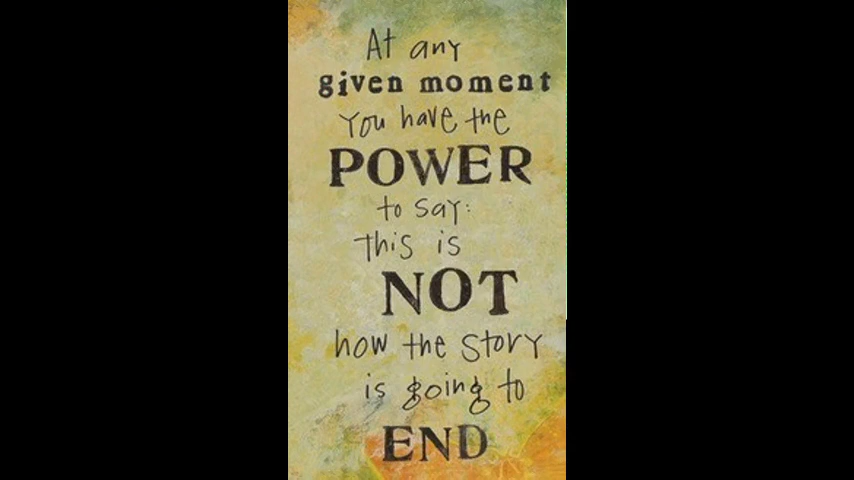 At any
given moment
You have the
POWER
to say:
this is
NOT
how the story
is going to
END